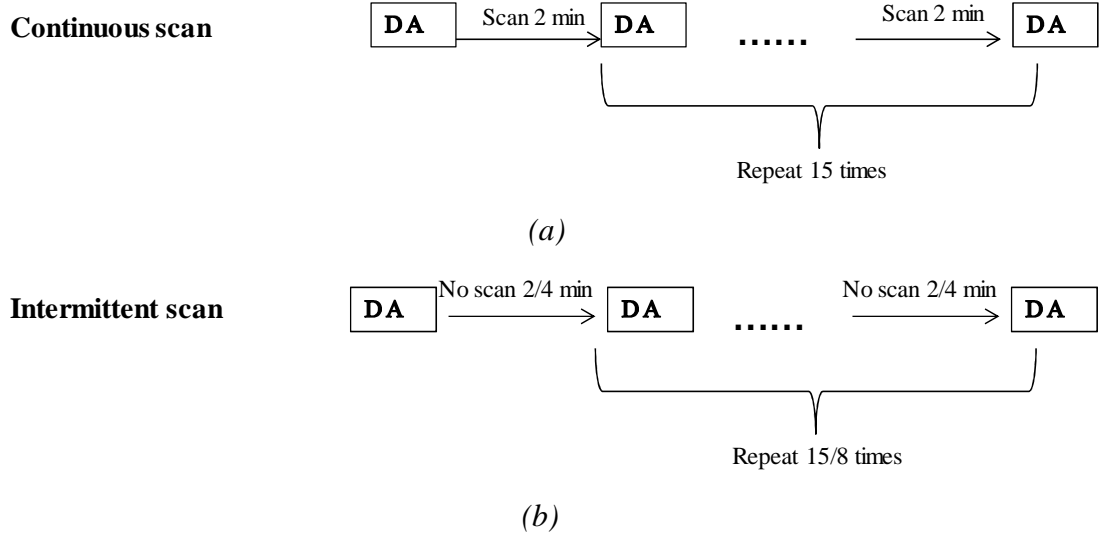 Continuous scan DA Scan 2 min DA ...... Scan 2 min DA
Repeat 15 times
(a)
Intermittent scan DA No scan 2/4 min DA ...... No scan 2/4 min DA
Repeat 15/8 times
(b)